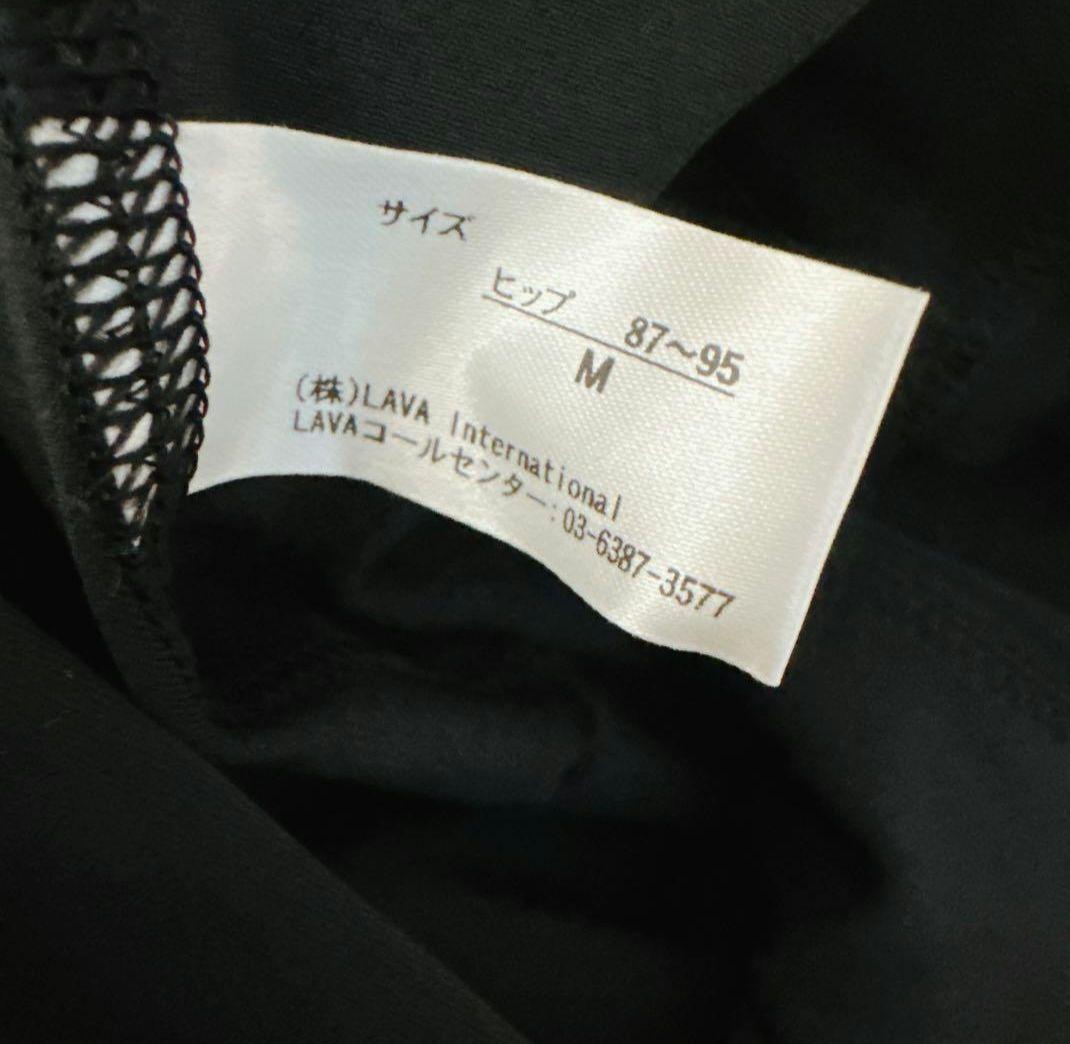 サイズ
ヒップ 87～95
M
(株)LAVA International
LAVAコールセンター:03-6387-3577